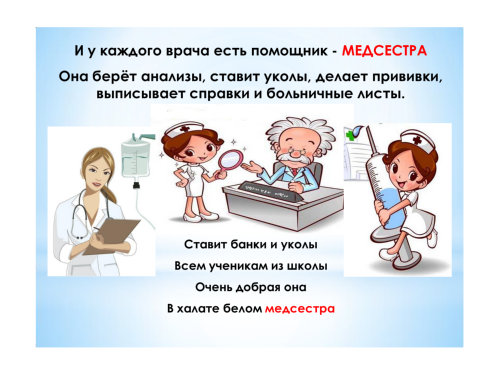 И у каждого врача есть помощник - МЕДСЕСТРА
Она берёт анализы, ставит уколы, делает прививки,
выписывает справки и больничные листы.
Ставит банки и уколы
Всем ученикам из школы
Очень добрая она
В халате белом медсестра